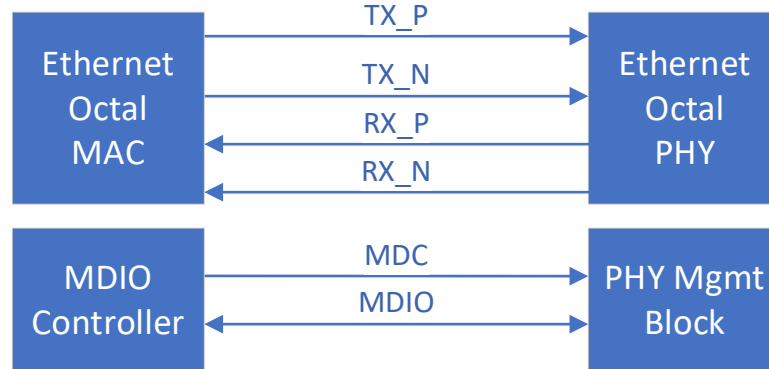 Ethernet
Octal
MAC
TX_P
TX_N
RX_P
RX_N
Ethernet
Octal
PHY
MDIO
Controller
MDC
MDIO
PHY Mgmt
Block